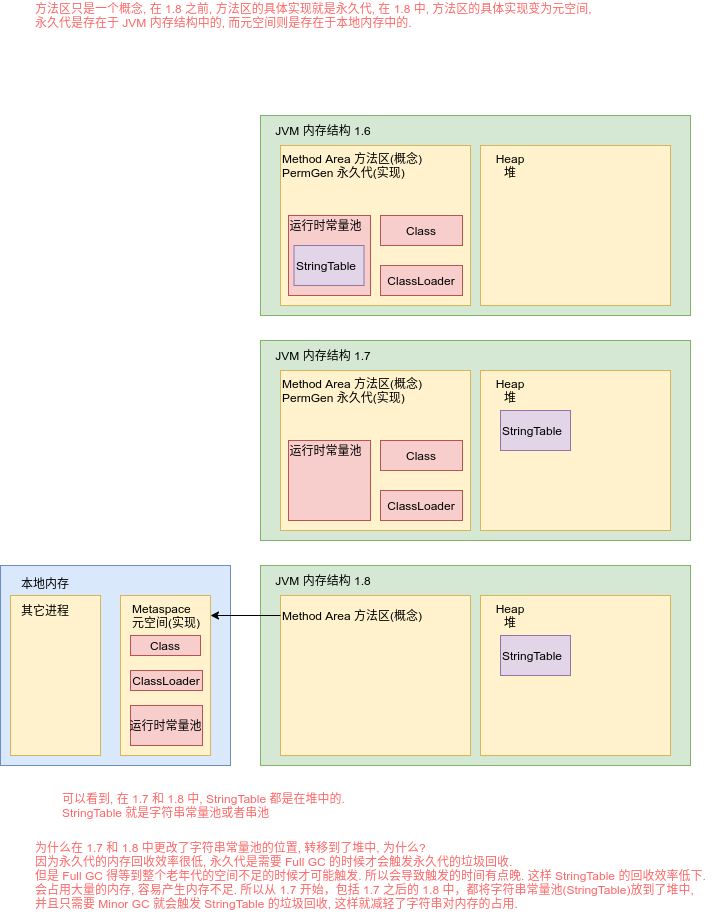 方法区只是一个概念, 在 1.8 之前, 方法区的具体实现就是永久代, 在 1.8 中, 方法区的具体实现变为元空间,
永久代是存在于 JVM 内存结构中的, 而元空间则是存在于本地内存中的.
JVM 内存结构 1.6
Method Area 方法区(概念)
PermGen 永久代(实现)
运行时常量池
StringTable
Class
ClassLoader
Heap
堆
JVM 内存结构 1.7
Method Area 方法区(概念)
PermGen 永久代(实现)
运行时常量池
Class
ClassLoader
Heap
堆
StringTable
本地内存
其它进程
Metaspace
元空间(实现)
Class
ClassLoader
运行时常量池
JVM 内存结构 1.8
Method Area 方法区(概念)
Heap
堆
StringTable
可以看到, 在 1.7 和 1.8 中, StringTable 都是在堆中的.
StringTable 就是字符串常量池或者串池
为什么在 1.7 和 1.8 中更改了字符串常量池的位置, 转移到了堆中, 为什么?
因为永久代的内存回收效率很低, 永久代是需要 Full GC 的时候才会触发永久代的垃圾回收.
但是 Full GC 得等到整个老年代的空间不足的时候才可能触发. 所以会导致触发的时间有点晚. 这样 StringTable 的回收效率低下.
会占用大量的内存, 容易产生内存不足. 所以从 1.7 开始，包括 1.7 之后的 1.8 中，都将字符串常量池(StringTable)放到了堆中,
并且只需要 Minor GC 就会触发 StringTable 的垃圾回收, 这样就减轻了字符串对内存的占用.